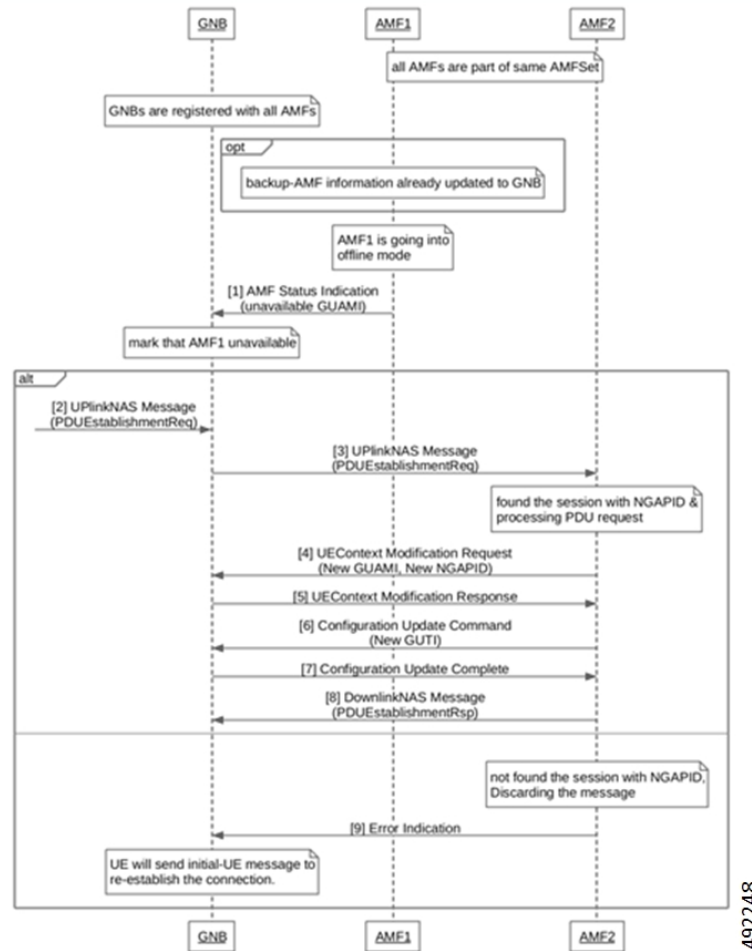 GNB
AMF1
AMF2
all AMFs are part of same AMFSet
GNBs are registered with all AMFs
opt
backup-AMF information already updated to GNB
AMF1 is going into
offline mode
[1] AMF Status Indication
(unavailable GUAMI)
mark that AMF1 unavailable
alt
[2] UPlinkNAS Message
(PDUEstablishmentReq)
[3] UPlinkNAS Message
(PDUEstablishmentReq)
found the session with NGAPID &
processing PDU request
[4] UEContext Modification Request
(New GUAMI, New NGAPID)
[5] UEContext Modification Response
[6] Configuration Update Command
(New GUTI)
[7] Configuration Update Complete
[8] DownlinkNAS Message
(PDUEstablishmentRsp)
not found the session with NGAPID,
Discarding the message
[9] Error Indication
UE will send initial-UE message to
re-establish the connection.
GNB
AMF1
AMF2
492248